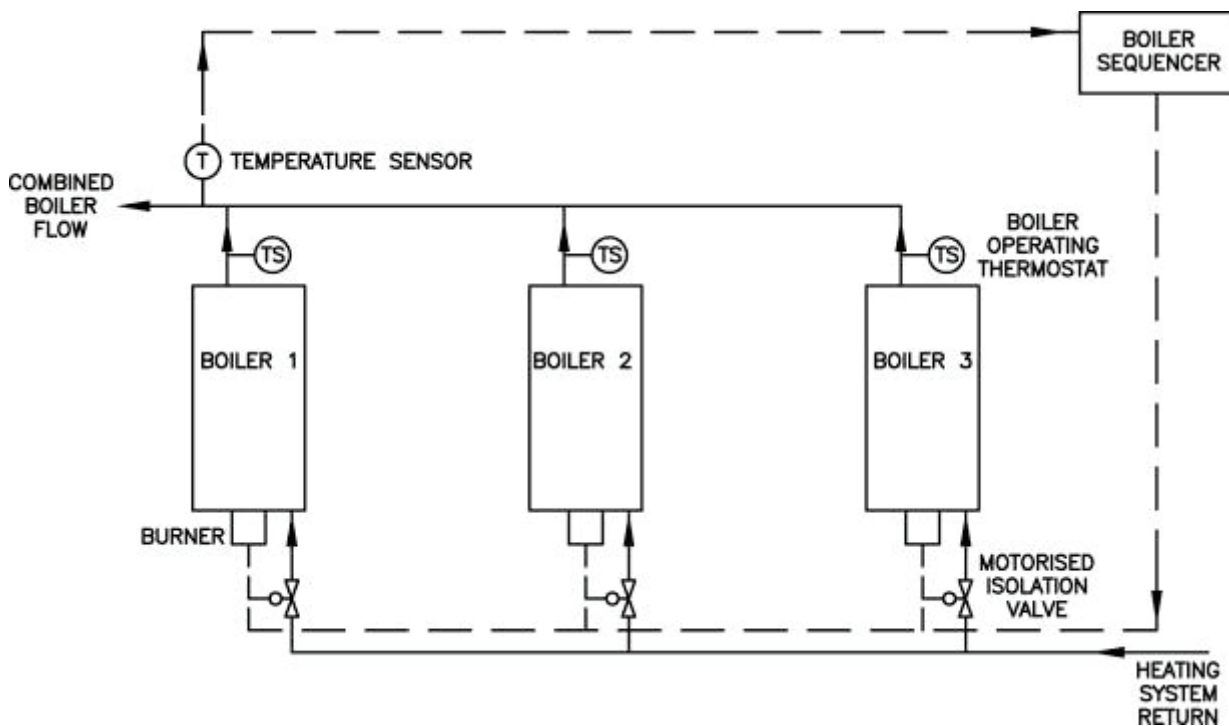 BOILER
SEQUENCER
T
TEMPERATURE SENSOR
COMBINED
BOILER
FLOW
TS
TS
TS
BOILER
OPERATING
THERMOSTAT
BOILER 1
BOILER 2
BOILER 3
BURNER
MOTORISED
ISOLATION
VALVE
HEATING
SYSTEM
RETURN